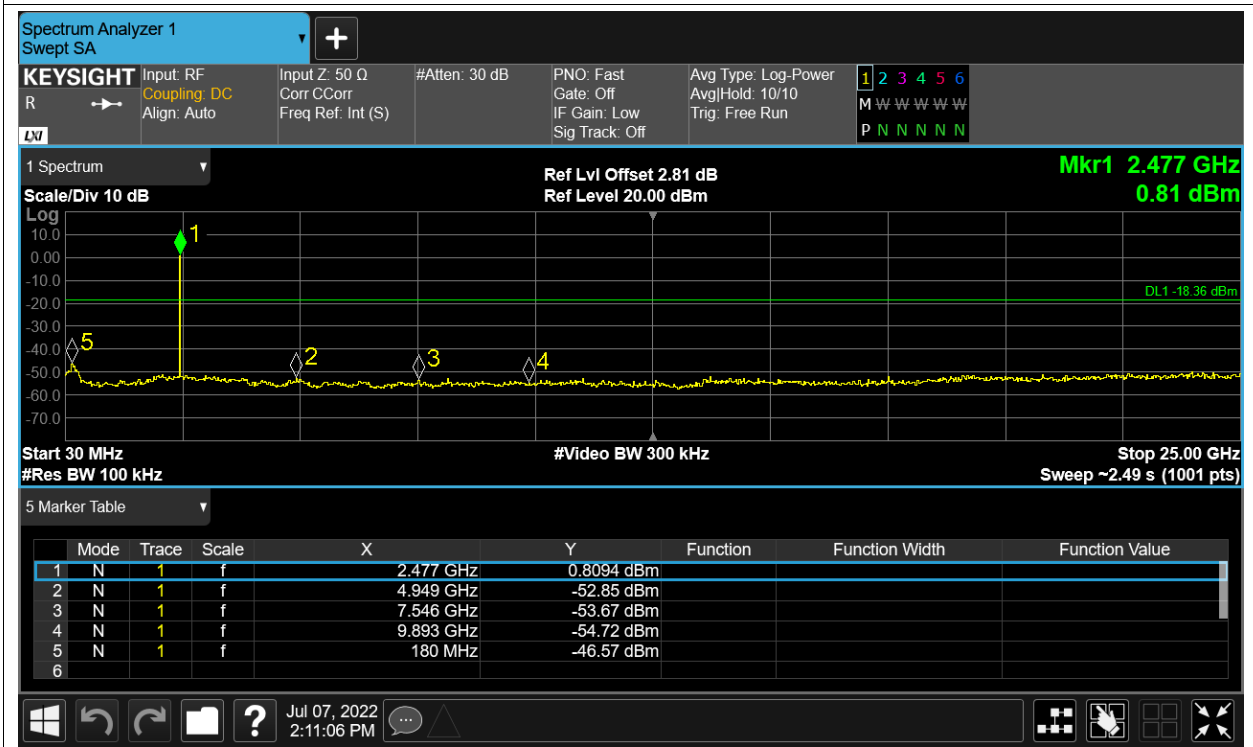 Spectrum Analyzer 1
Swept SA
+
KEYSIGHT Input: RF Input Z: 50 Ω #Atten: 30 dB PNO: Fast Avg Type: Log-Power 1 2 3 4 5 6
R Coupling: DC Corr CCorr Gate: Off Avg|Hold: 10/10 M W W W W W
Align: Auto Freq Ref: Int (S) IF Gain: Low Trig: Free Run
LXI Sig Track: Off P N N N N N
1 Spectrum Ref Lvl Offset 2.81 dB Mkr1 2.477 GHz
Scale/Div 10 dB Ref Level 20.00 dBm 0.81 dBm
Log
10.0 1
0.00
-10.0
DL1 -18.36 dBm
-20.0
-30.0
-40.0 5 2 3 4
-50.0
-60.0
-70.0
Start 30 MHz #Video BW 300 kHz Stop 25.00 GHz
#Res BW 100 kHz Sweep ~2.49 s (1001 pts)
5 Marker Table
Mode Trace Scale X Y Function Function Width Function Value
1 N 1 f 2.477 GHz 0.8094 dBm
2 N 1 f 4.949 GHz -52.85 dBm
3 N 1 f 7.546 GHz -53.67 dBm
4 N 1 f 9.893 GHz -54.72 dBm
5 N 1 f 180 MHz -46.57 dBm
6
? Jul 07, 2022
2:11:06 PM